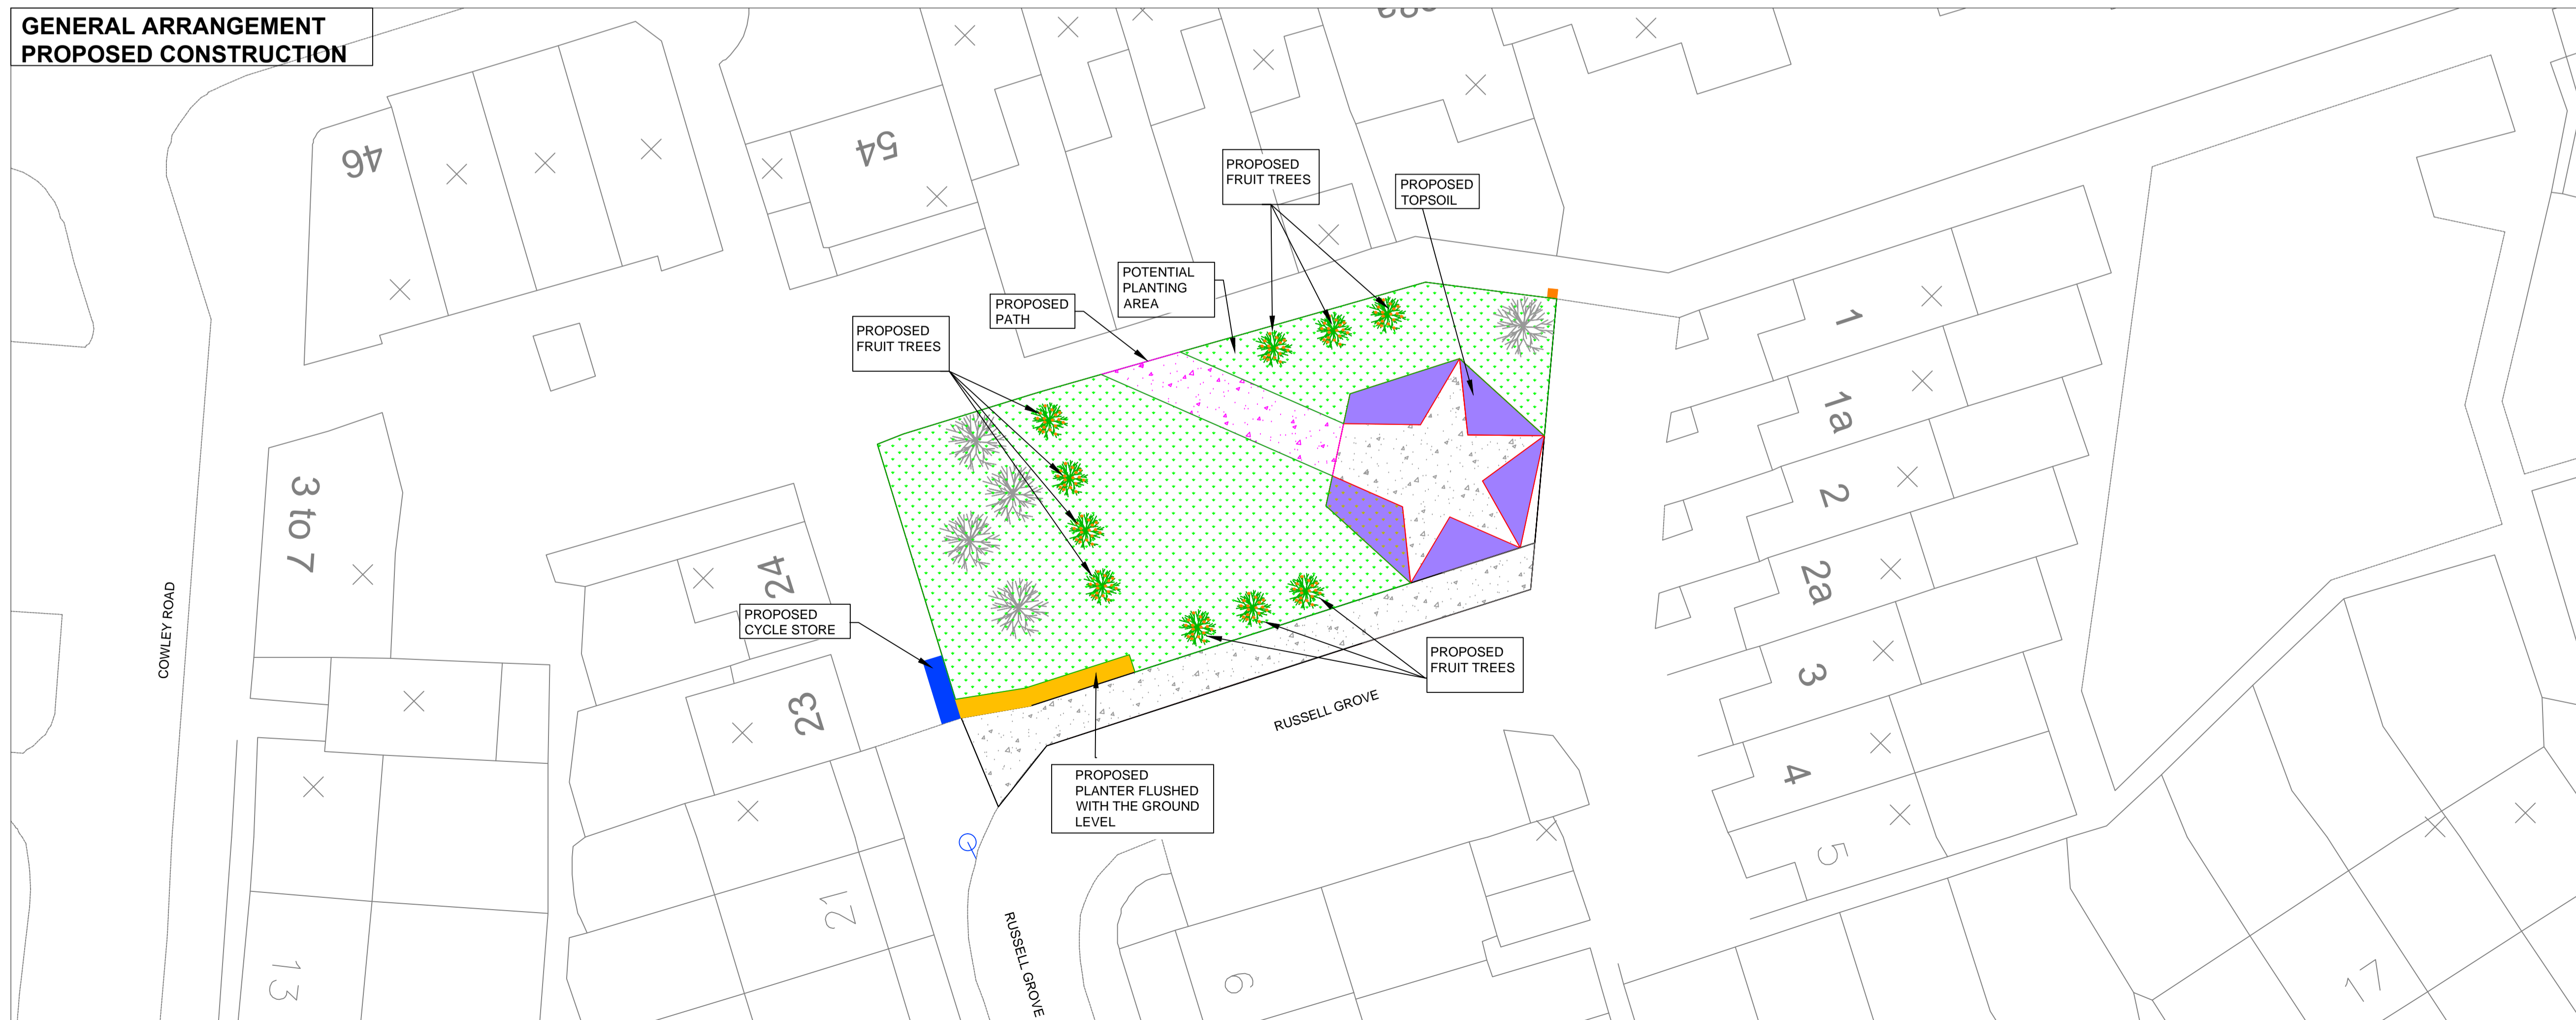 GENERAL ARRANGEMENT
PROPOSED CONSTRUCTION
46
54
PROPOSED
FRUIT TREES
PROPOSED
TOPSOIL
POTENTIAL
PLANTING
AREA
PROPOSED
PATH
PROPOSED
FRUIT TREES
1
1a
2
2a
3
4
5
3 to 7
24
COWLEY ROAD
PROPOSED
CYCLE STORE
23
PROPOSED
FRUIT TREES
RUSSELL GROVE
PROPOSED
PLANTER FLUSHED
WITH THE GROUND
LEVEL
21
RUSSELL GROVE
13
6
17